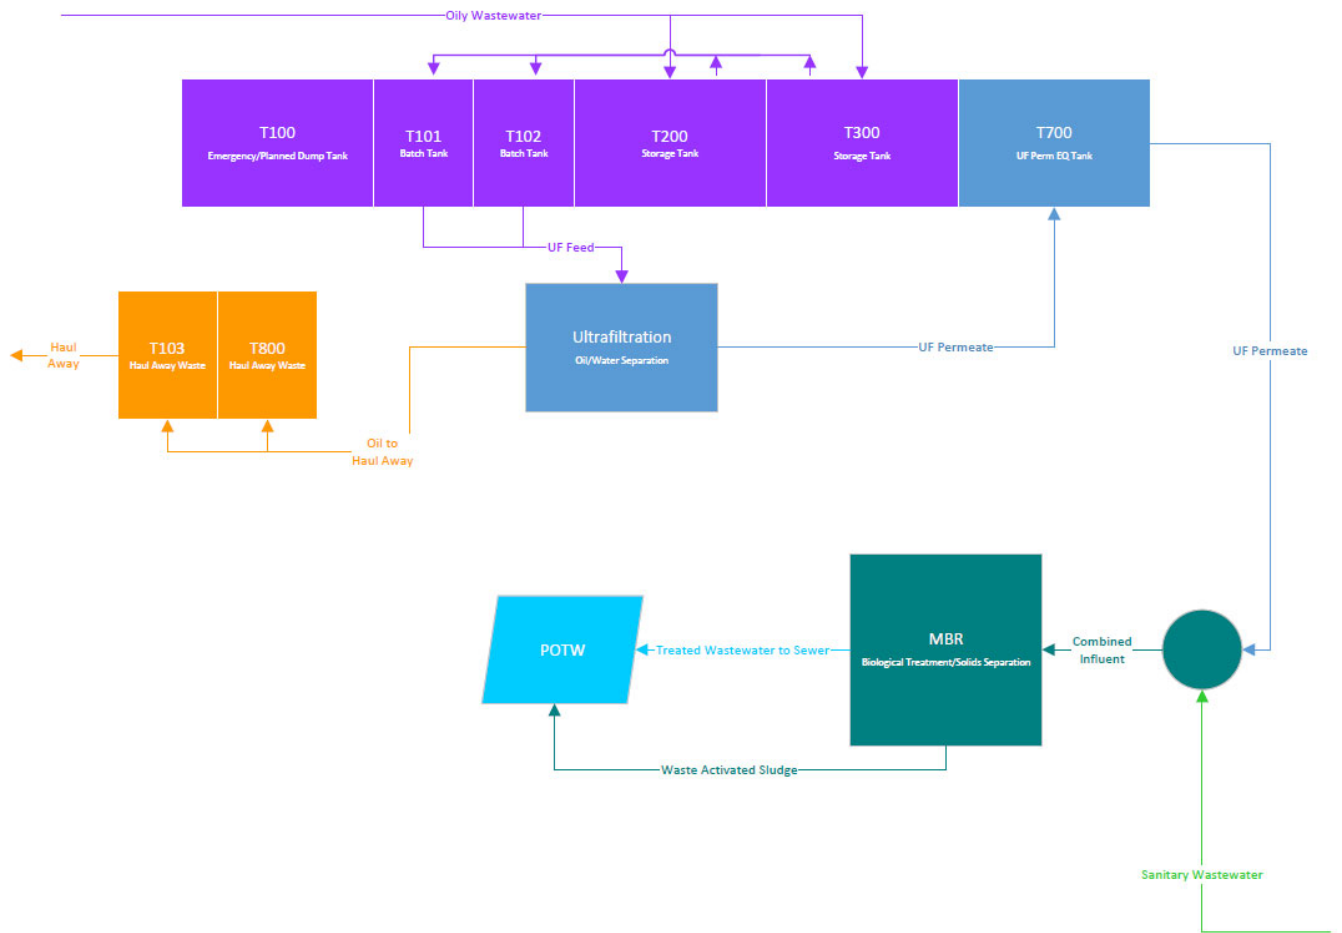 Oily Wastewater
T100
Emergency/Planned Dump Tank
T101
Batch Tank
T102
Batch Tank
T200
Storage Tank
T300
Storage Tank
T700
UF Perm EQ Tank
UF Feed
Ultrafiltration
Oil/Water Separation
UF Permeate
UF Permeate
Haul
Away
T103
Haul Away Waste
T800
Haul Away Waste
Oil to
Haul Away
POTW
Treated Wastewater to Sewer
MBR
Biological Treatment/Solids Separation
Combined
Influent
Waste Activated Sludge
Sanitary Wastewater